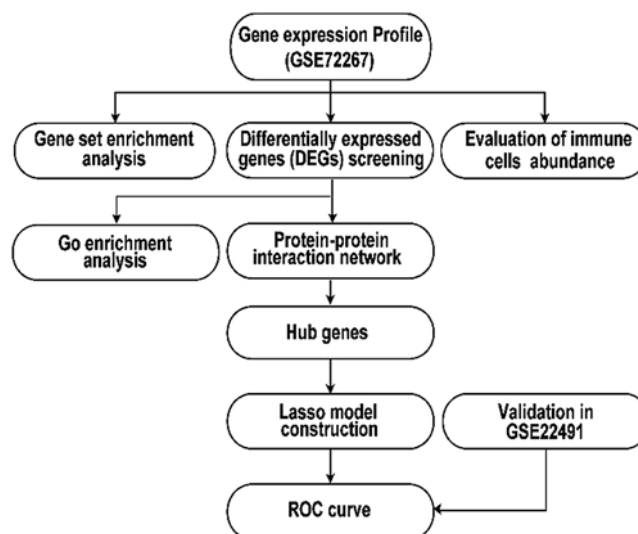 Gene expression Profile
(GSE72267)
Gene set enrichment
analysis
Differentially expressed
genes (DEGs) screening
Evaluation of immune
cells abundance
Go enrichment
analysis
Protein-protein
interaction network
Hub genes
Lasso model
construction
Validation in
GSE22491
ROC curve